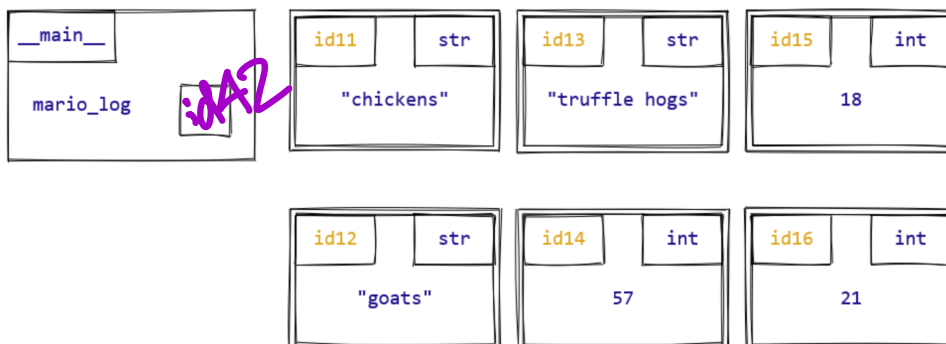 __main__
mario_log id42
id11 str
"chickens"
id13 str
"truffle hogs"
id15 int
18
id12 str
"goats"
id14 int
57
id16 int
21